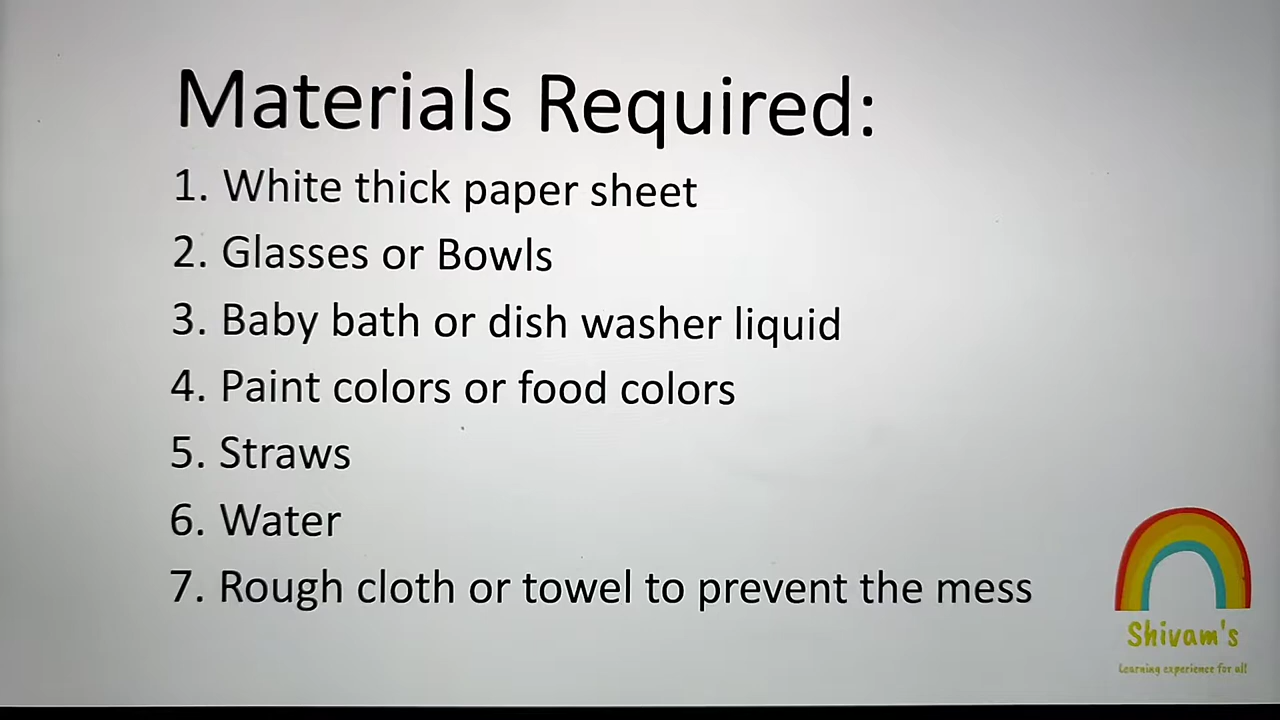 Materials Required:
1. White thick paper sheet
2. Glasses or Bowls
3. Baby bath or dish washer liquid
4. Paint colors or food colors
5. Straws
6. Water
7. Rough cloth or towel to prevent the mess
Shivam's
Learning experience for all